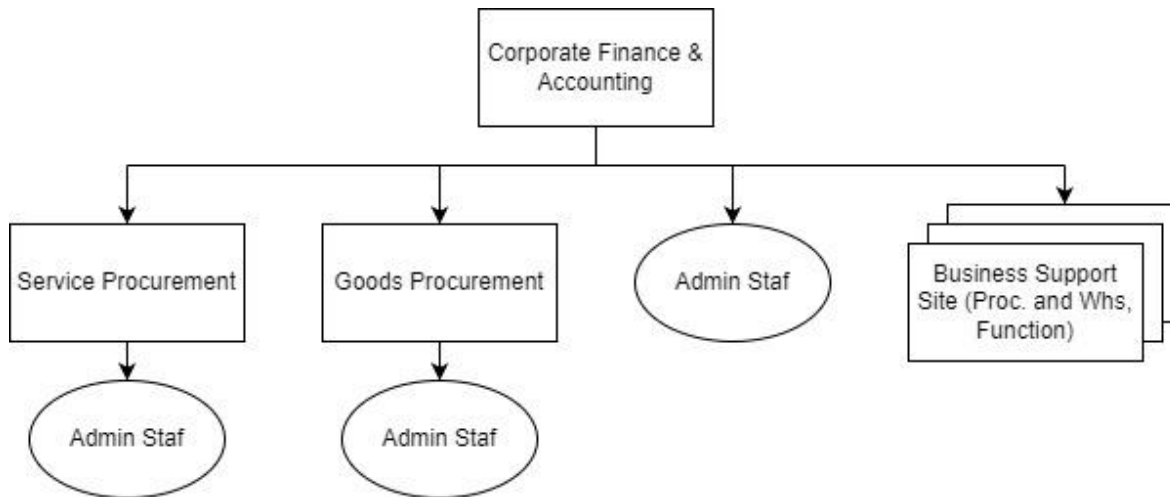 Corporate Finance &
Accounting
Service Procurement
Goods Procurement
Admin Staf
Business Support
Site (Proc. and Whs,
Function)
Admin Staf
Admin Staf